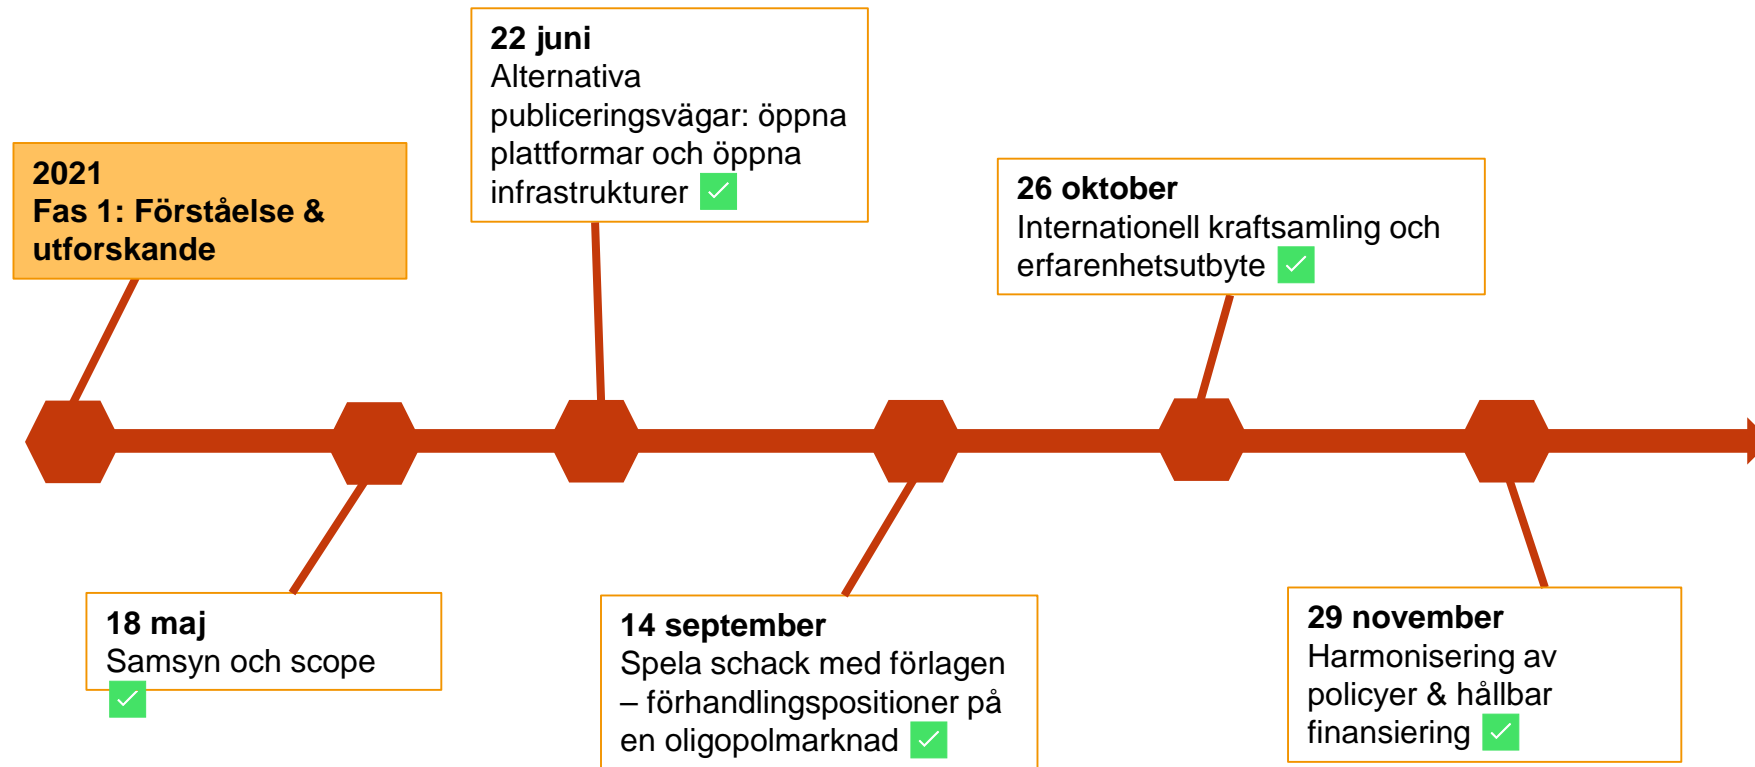 2021
Fas 1: Förståelse &
utforskande
18 maj
Samsyn och scope
22 juni
Alternativa
publiceringsvägar: öppna
plattformar och öppna
infrastrukturer ✅
14 september
Spela schack med förlagen
– förhandlingspositioner på
en oligopolmarknad ✅
26 oktober
Internationell kraftsamling och
erfarenhetsutbyte ✅
29 november
Harmonisering av
policyer & hållbar
finansiering ✅